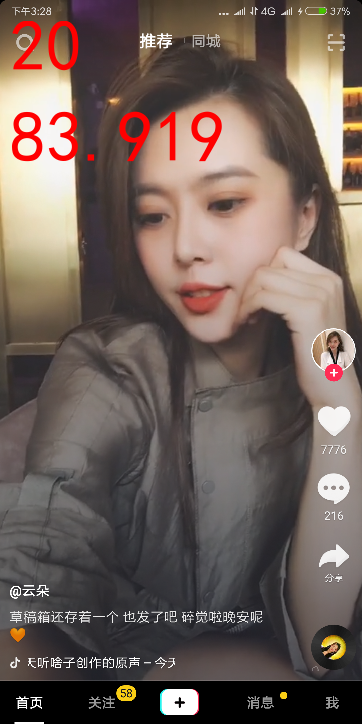 下午3:28
... 4G 37%
20
推荐
同城
83.919
7776
216
分享
@云朵
草稿箱还存着一个 也发了吧 碎觉啦晚安呢
🧡
天听啥子创作的原声 – 今天
首页
关注
58
消息
我